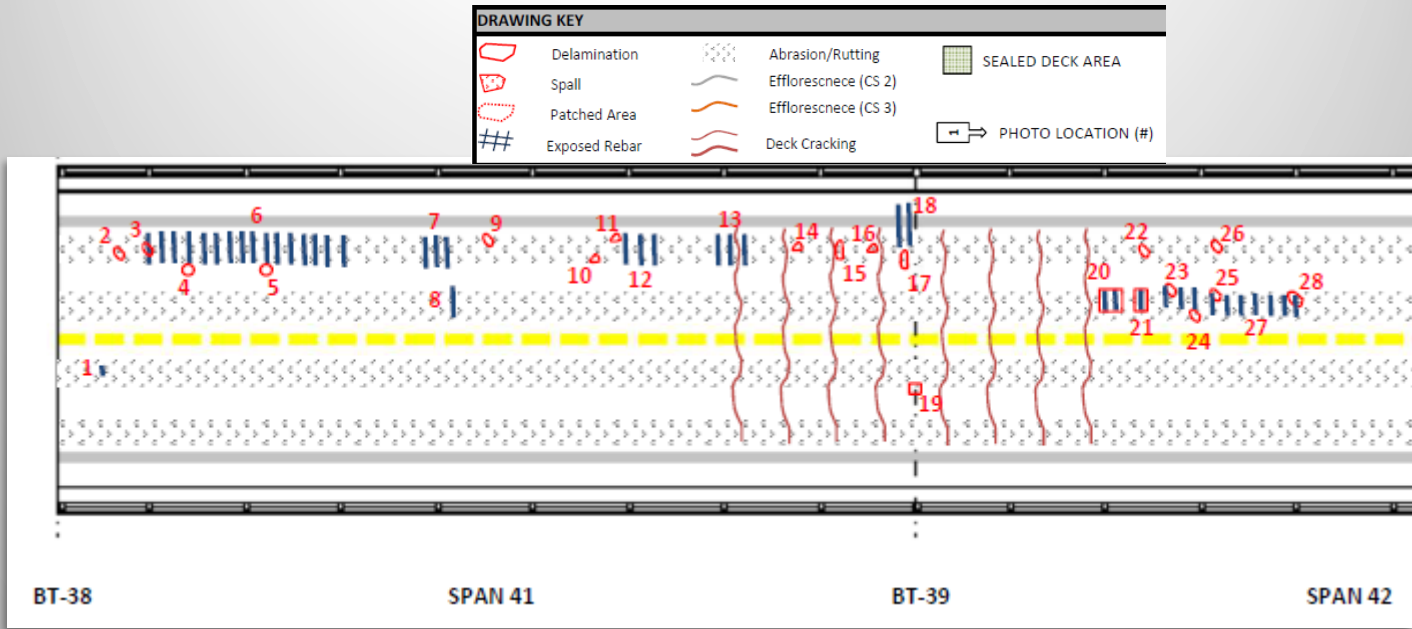 DRAWING KEY
Delamination
Abrasion/Rutting
SEALED DECK AREA
Spall
Efflorescnece (CS 2)
Patched Area
Efflorescnece (CS 3)
1
PHOTO LOCATION (#)
Exposed Rebar
Deck Cracking
2
3
6
7
9
11
13
14
16
18
22
26
4
5
8
10
12
15
17
20
23
25
28
21
24
27
1
19
BT-38
SPAN 41
BT-39
SPAN 42